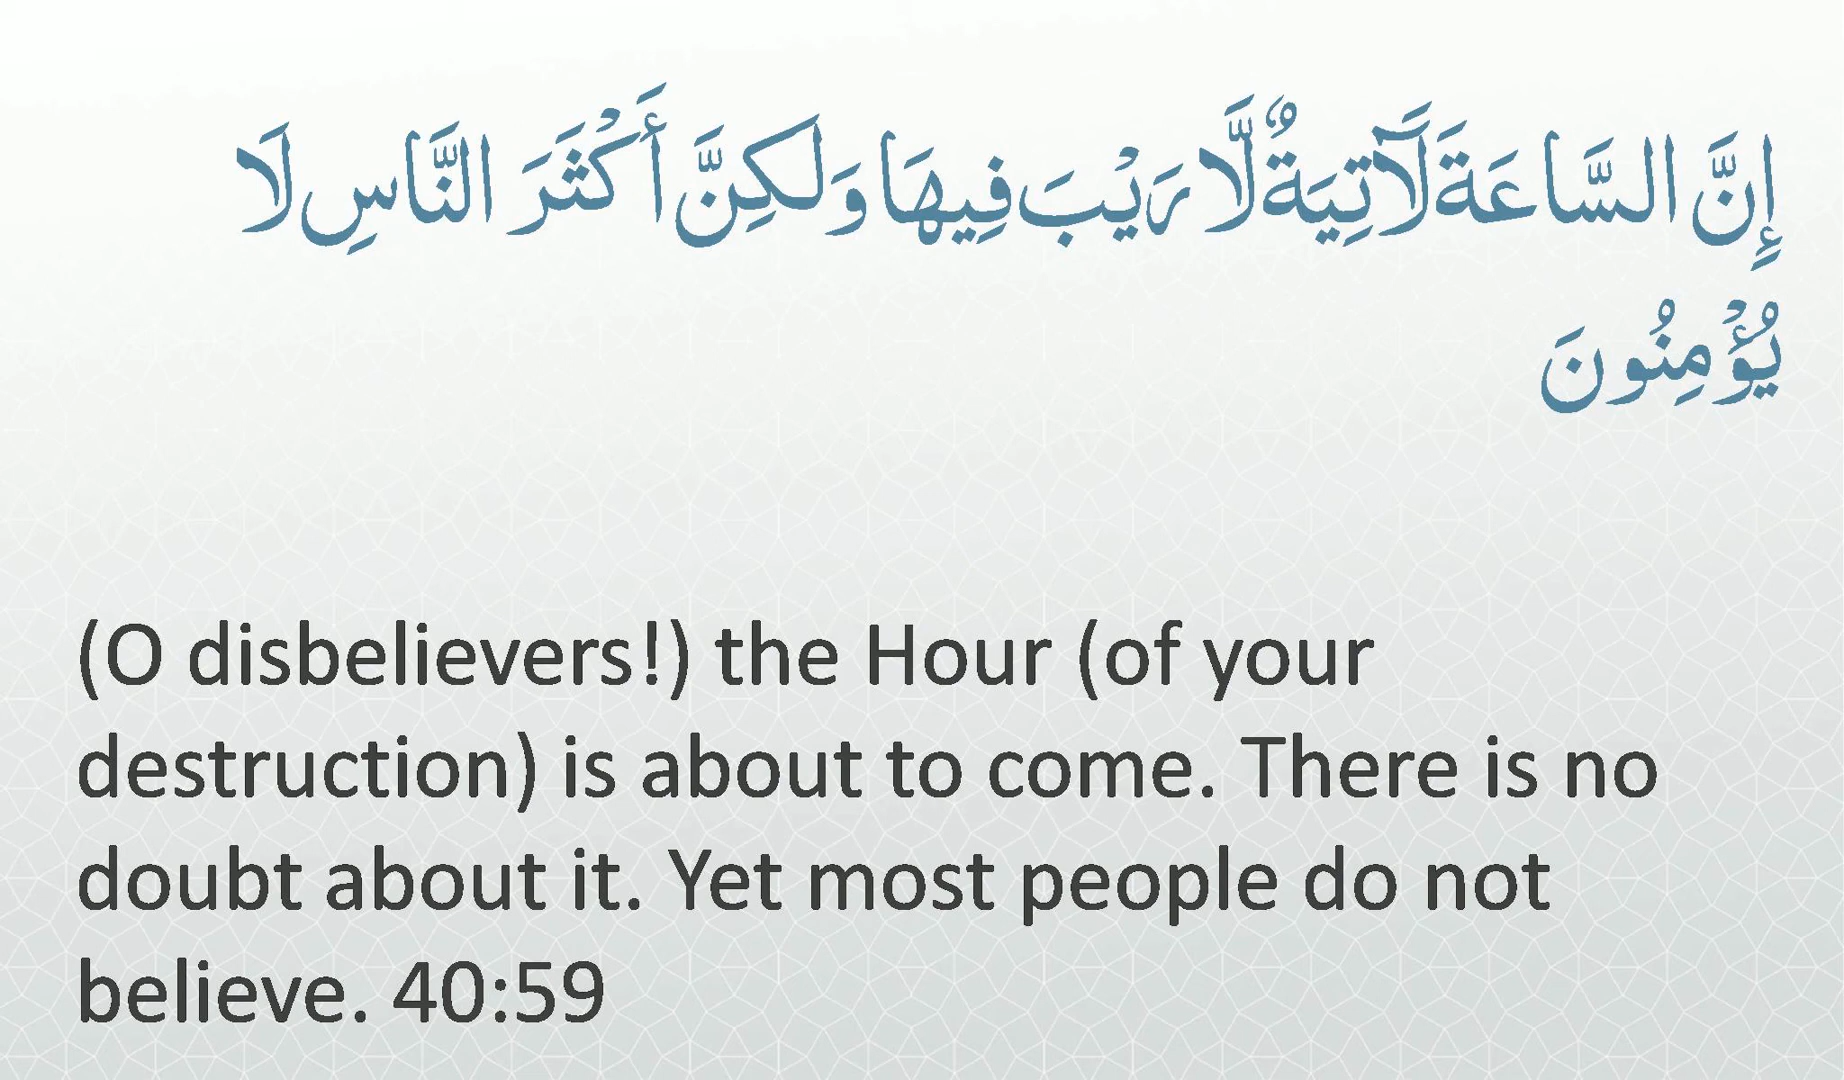 إِنَّ السَّاعَةَ لَآتِيَةٌ لَّا رَيْبَ فِيهَا وَلَكِنَّ أَكْثَرَ النَّاسِ لَا
يُؤْمِنُونَ
(O disbelievers!) the Hour (of your
destruction) is about to come. There is no
doubt about it. Yet most people do not
believe. 40:59